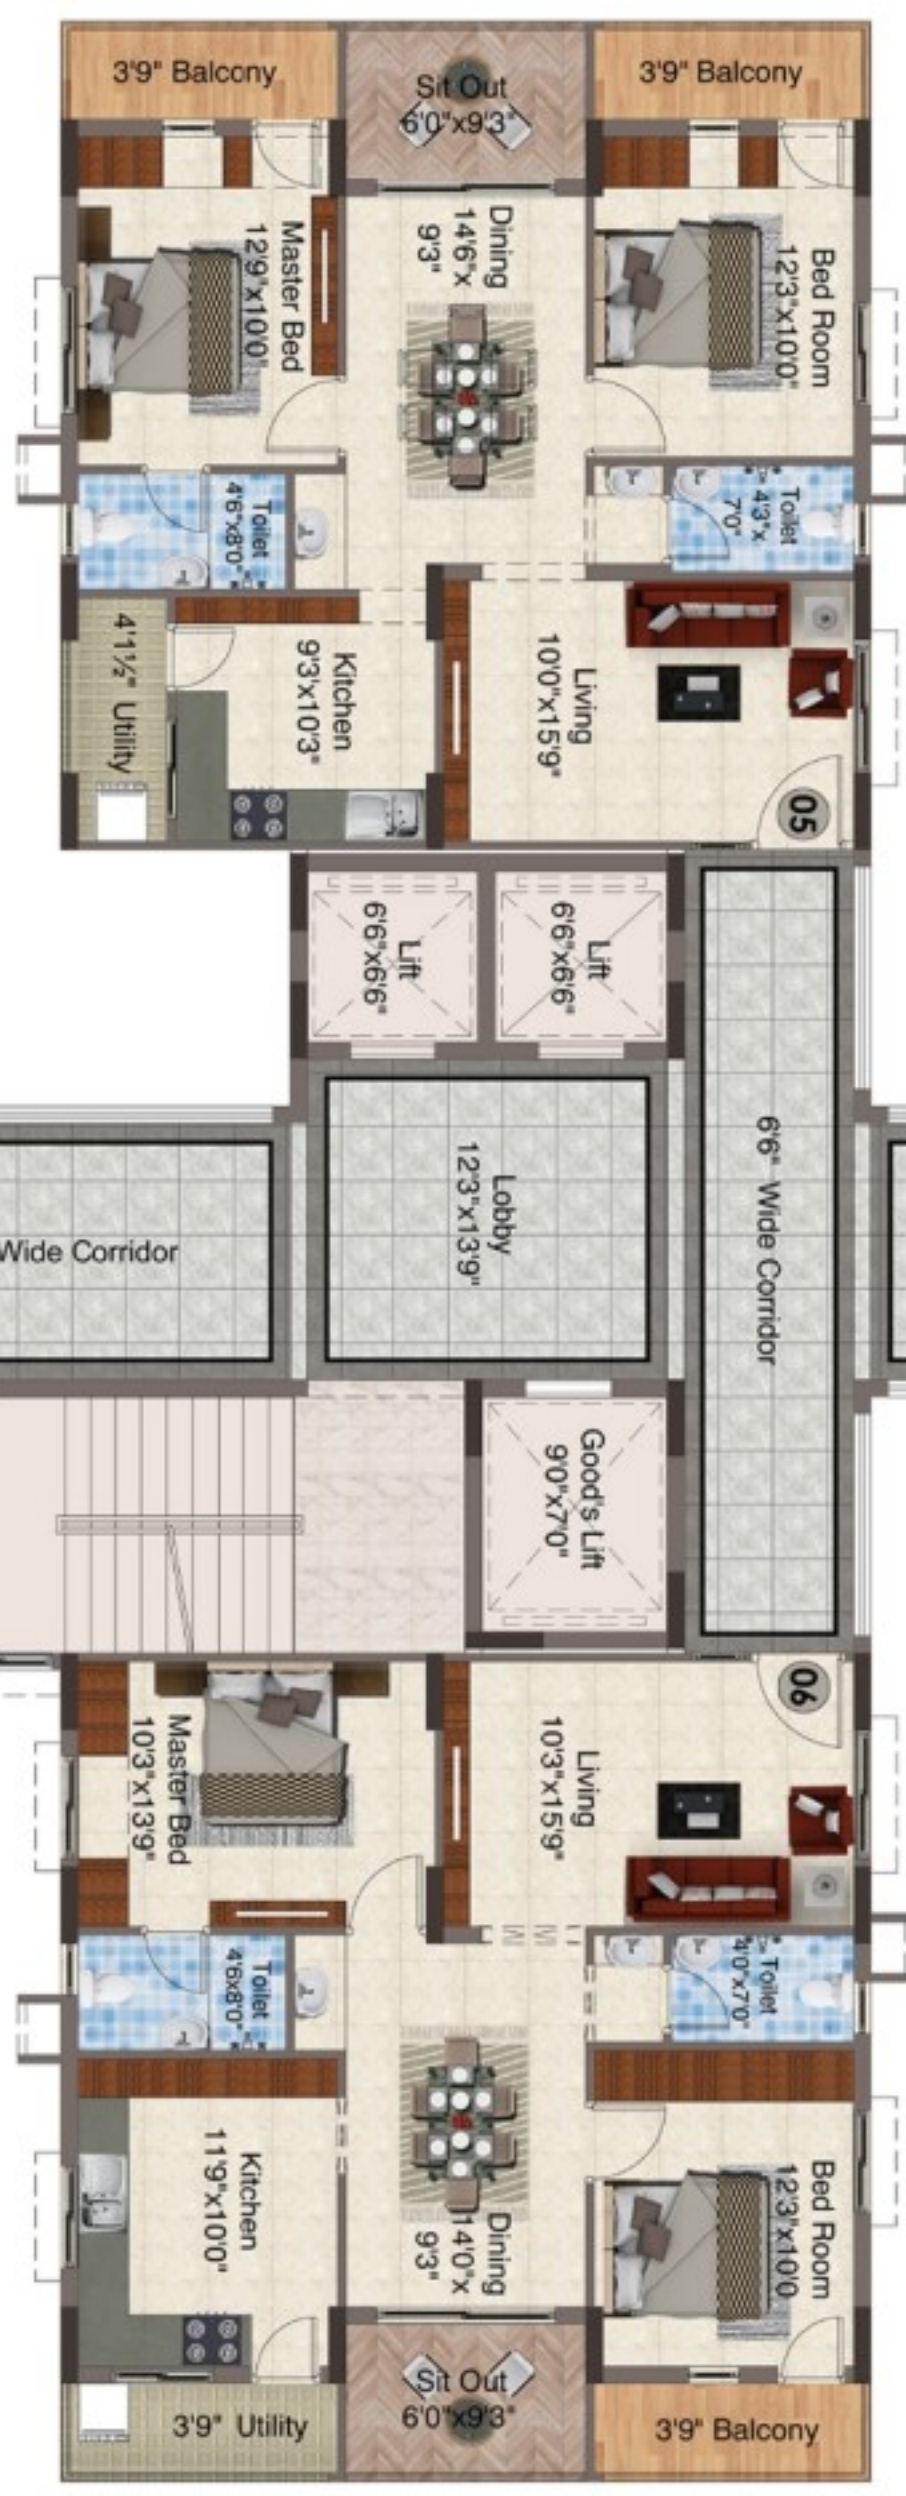 3'9" Balcony
Sit Out
6'0"x9'3"
3'9" Balcony
Master Bed
12'9"x10'0"
Dining
14'6"x
9'3"
Bed Room
12'3"x10'0"
Toilet
4'6"x8'0"
Toilet
4'3"x
7'0"
4'1½" Utility
Kitchen
9'3'x10'3"
Living
10'0"x15'9"
05
Lift
6'6"x6'6"
Lift
6'6"x6'6"
Wide Corridor
Lobby
12'3"x13'9"
6'6" Wide Corridor
Good's Lift
9'0"x7'0"
06
Master Bed
10'3"x13'9"
Living
10'3"x15'9"
Toilet
4'6x8'0"
Toilet
4'0"x7'0"
Kitchen
11'9"x10'0"
Dining
14'0"x
9'3"
Bed Room
12'3"x10'0
3'9" Utility
Sit Out
6'0"x9'3"
3'9" Balcony